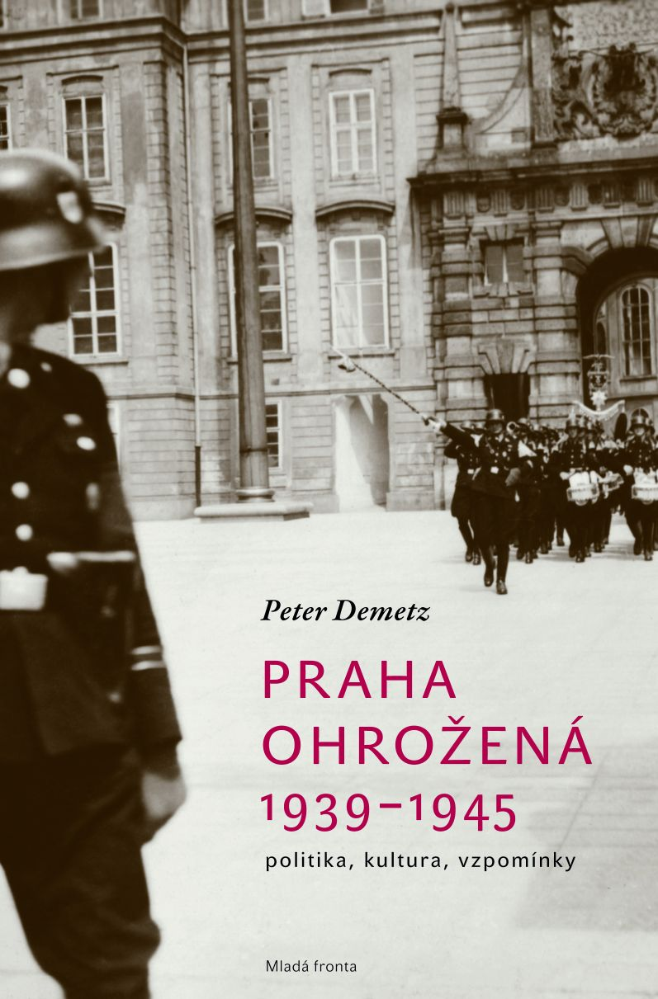 Peter Demetz
PRAHA
OHROŽENÁ
1939–1945
politika, kultura, vzpomínky
Mladá fronta